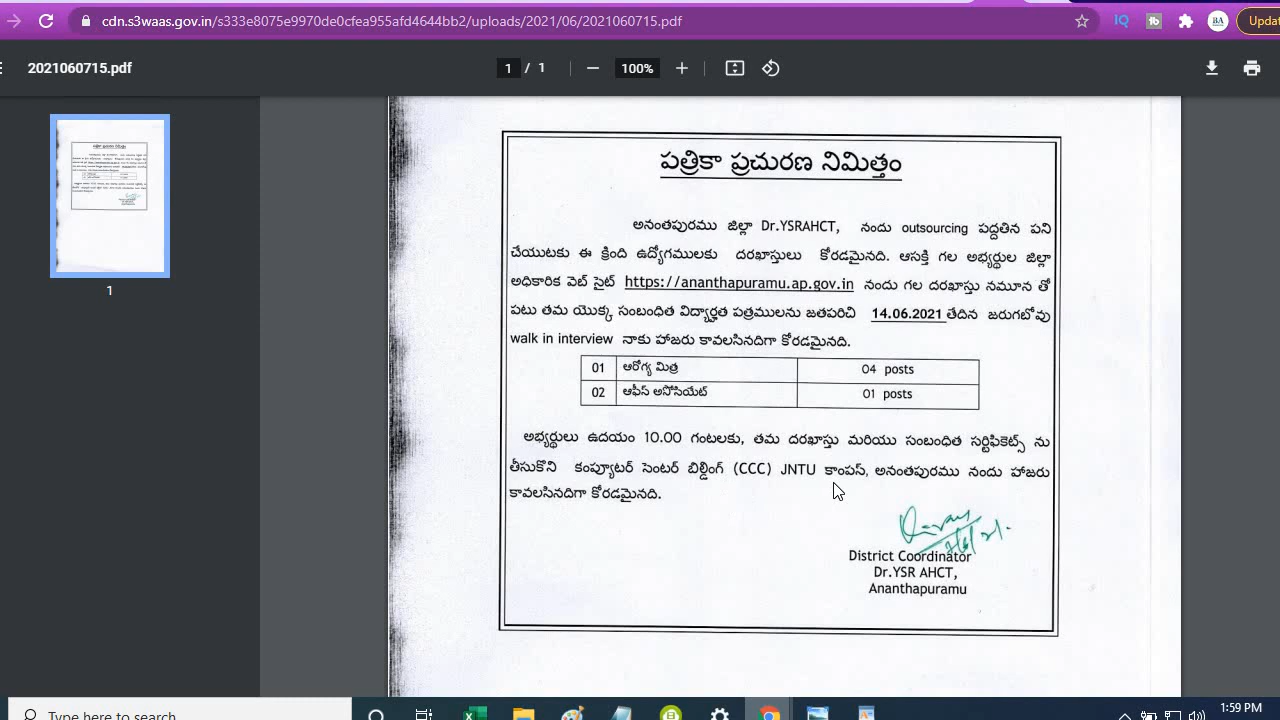 cdn.s3waas.gov.in/s333e8075e9970de0cfea955afd4644bb2/uploads/2021/06/2021060715.pdf
IQ
BA
Updat
2021060715.pdf
1 / 1
100%
1
పత్రికా ప్రచురణ నిమిత్తం
అనంతపురము జిల్లా Dr.YSRAHCT, నందు outsourcing పద్దతిన పని
చేయుటకు ఈ క్రింది ఉద్యోగములకు దరఖాస్తులు కోరడమైనది. ఆసక్తి గల అభ్యర్థుల జిల్లా
అధికారిక వెబ్ సైట్ https://ananthapuramu.ap.gov.in నందు గల దరఖాస్తు నమూన తో
పటు తమ యొక్క సంబంధిత విద్యార్హత పత్రములను జతపరిచి 14.06.2021 తేదిన జరుగబోవు
walk in interview నాకు హాజరు కావలసినదిగా కోరడమైనది.
01 ఆరోగ్య మిత్ర 04 posts
02 ఆఫీస్ అసోసియేట్ 01 posts
అభ్యర్థులు ఉదయం 10.00 గంటలకు, తమ దరఖాస్తు మరియు సంబంధిత సర్టిపికెట్స్ ను
తీసుకొని కంప్యూటర్ సెంటర్ బిల్డింగ్ (CCC) JNTU కాంపస్, అనంతపురము నందు హాజరు
కావలసినదిగా కోరడమైనది.
District Coordinator
Dr.YSR AHCT,
Ananthapuramu
Type here to search
1:59 PM